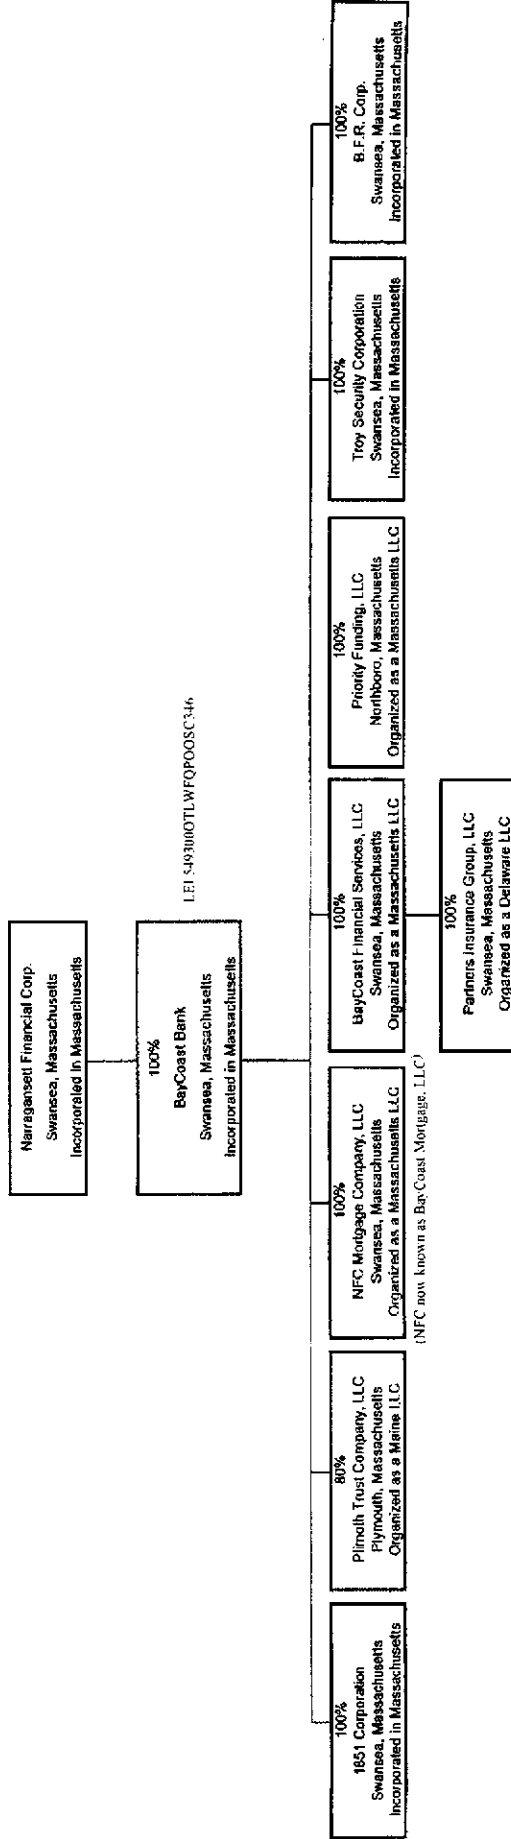 Narragansett Financial Corp.
Swansea, Massachusetts
Incorporated in Massachusetts
100%
BayCoast Bank
Swansea, Massachusetts
Incorporated in Massachusetts
LEI 549300OTLWFQPOOSC346
100%
1851 Corporation
Swansea, Massachusetts
Incorporated in Massachusetts
80%
Plimoth Trust Company, LLC
Plymouth, Massachusetts
Organized as a Maine LLC
100%
NFC Mortgage Company, LLC
Swansea, Massachusetts
Organized as a Massachusetts LLC
(NFC now known as BayCoast Mortgage, LLC)
100%
BayCoast Financial Services, LLC
Swansea, Massachusetts
Organized as a Massachusetts LLC
100%
Partners Insurance Group, LLC
Swansea, Massachusetts
Organized as a Delaware LLC
100%
Priority Funding, LLC
Northboro, Massachusetts
Organized as a Massachusetts LLC
100%
Troy Security Corporation
Swansea, Massachusetts
Incorporated in Massachusetts
100%
B.F.R. Corp.
Swansea, Massachusetts
Incorporated in Massachusetts